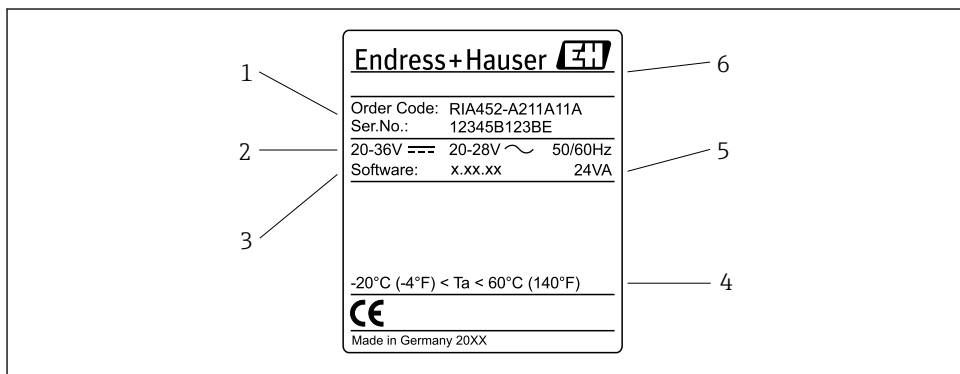 Endress+Hauser EH
Order Code: RIA452-A211A11A
Ser.No.: 12345B123BE
20-36V 20-28V 50/60Hz
Software: x.xx.xx 24VA
-20°C (-4°F) < Ta < 60°C (140°F)
CE
Made in Germany 20XX
1
2
3
6
5
4